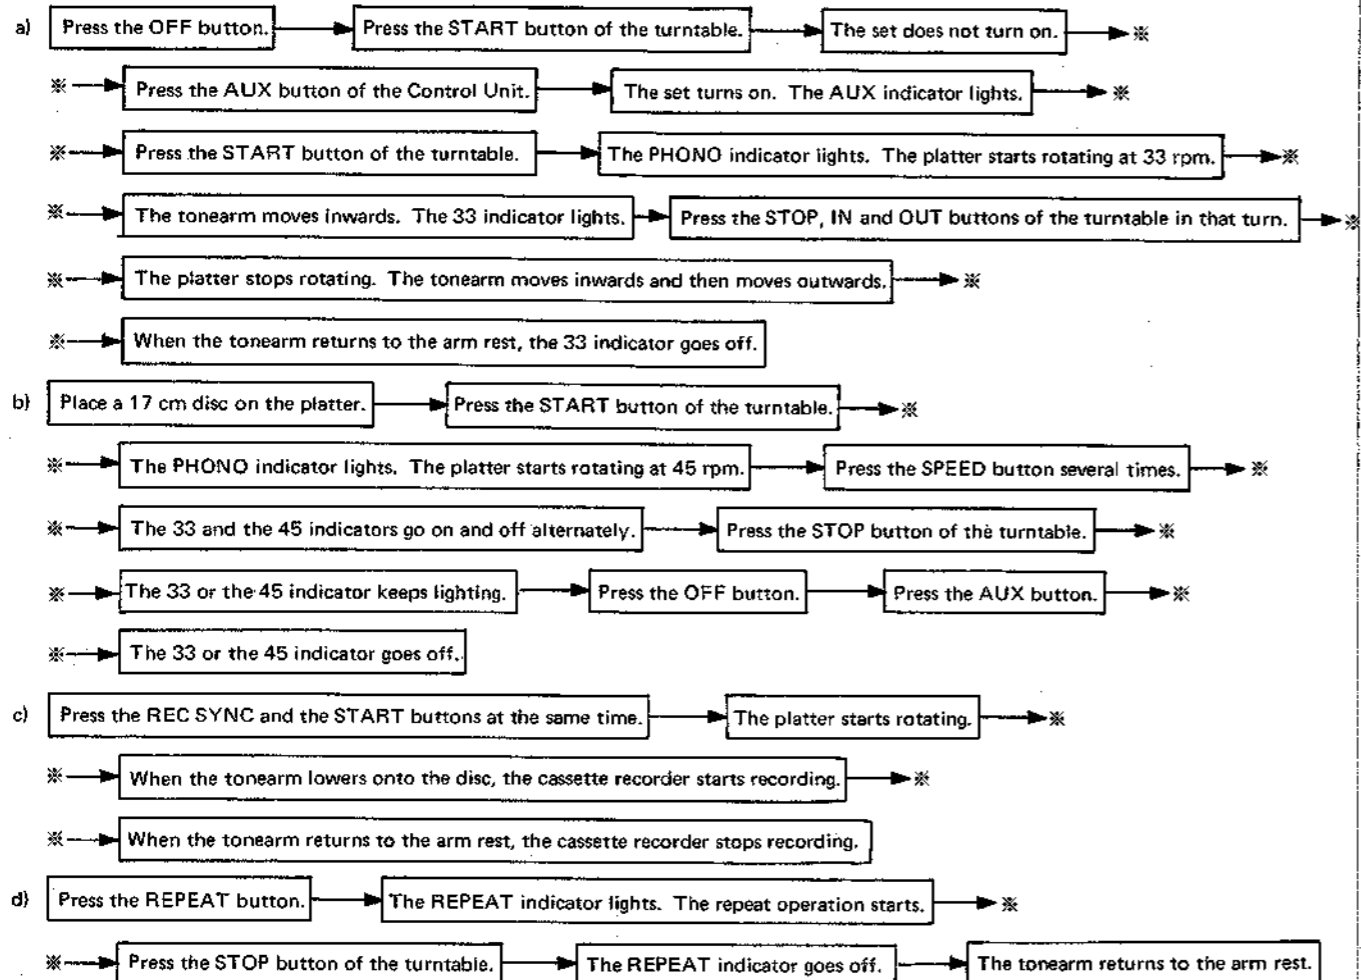 a) Press the OFF button. Press the START button of the turntable. The set does not turn on. ※
※ Press the AUX button of the Control Unit. The set turns on. The AUX indicator lights. ※
※ Press the START button of the turntable. The PHONO indicator lights. The platter starts rotating at 33 rpm. ※
※ The tonearm moves inwards. The 33 indicator lights. Press the STOP, IN and OUT buttons of the turntable in that turn. ※
※ The platter stops rotating. The tonearm moves inwards and then moves outwards. ※
※ When the tonearm returns to the arm rest, the 33 indicator goes off.
b) Place a 17 cm disc on the platter. Press the START button of the turntable. ※
※ The PHONO indicator lights. The platter starts rotating at 45 rpm. Press the SPEED button several times. ※
※ The 33 and the 45 indicators go on and off alternately. Press the STOP button of the turntable. ※
※ The 33 or the 45 indicator keeps lighting. Press the OFF button. Press the AUX button. ※
※ The 33 or the 45 indicator goes off.
c) Press the REC SYNC and the START buttons at the same time. The platter starts rotating. ※
※ When the tonearm lowers onto the disc, the cassette recorder starts recording. ※
※ When the tonearm returns to the arm rest, the cassette recorder stops recording.
d) Press the REPEAT button. The REPEAT indicator lights. The repeat operation starts. ※
※ Press the STOP button of the turntable. The REPEAT indicator goes off. The tonearm returns to the arm rest.